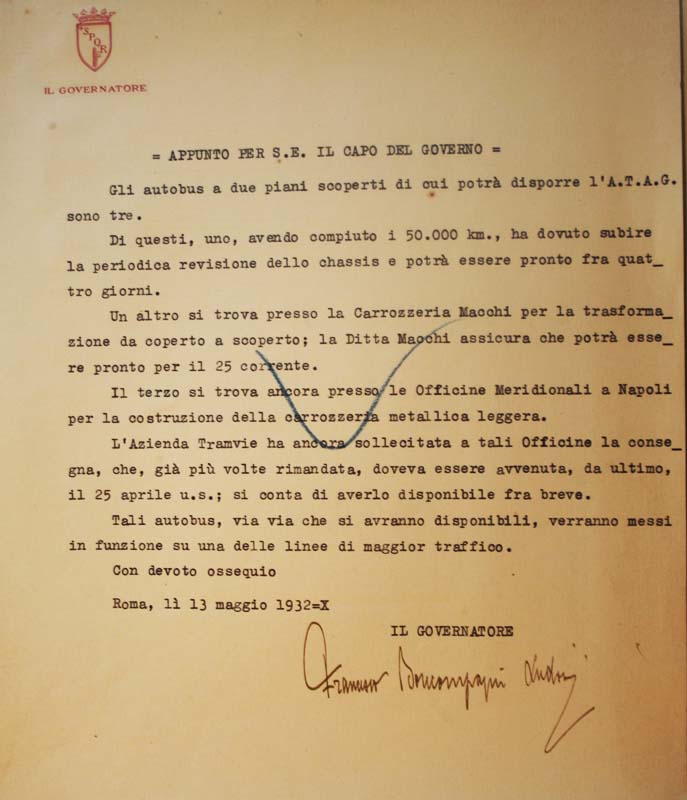 SPQR
IL GOVERNATORE
= APPUNTO PER S.E. IL CAPO DEL GOVERNO =
Gli autobus a due piani scoperti di cui potrà disporre l'A.T.A.G.
sono tre.
Di questi, uno, avendo compiuto i 50.000 km., ha dovuto subire
la periodica revisione dello chassis e potrà essere pronto fra quat_
tro giorni.
Un altro si trova presso la Carrozzeria Macchi per la trasforma_
zione da coperto a scoperto; la Ditta Macchi assicura che potrà esse_
re pronto per il 25 corrente.
Il terzo si trova ancora presso le Officine Meridionali a Napoli
per la costruzione della carrozzeria metallica leggera.
L'Azienda Tramvie ha ancora sollecitata a tali Officine la conse_
gna, che, già più volte rimandata, doveva essere avvenuta, da ultimo,
il 25 aprile u.s.; si conta di averlo disponibile fra breve.
Tali autobus, via via che si avranno disponibili, verranno messi
in funzione su una delle linee di maggior traffico.
Con devoto ossequio
Roma, lì 13 maggio 1932=X
IL GOVERNATORE
Francesco Boncompagni Ludovisi